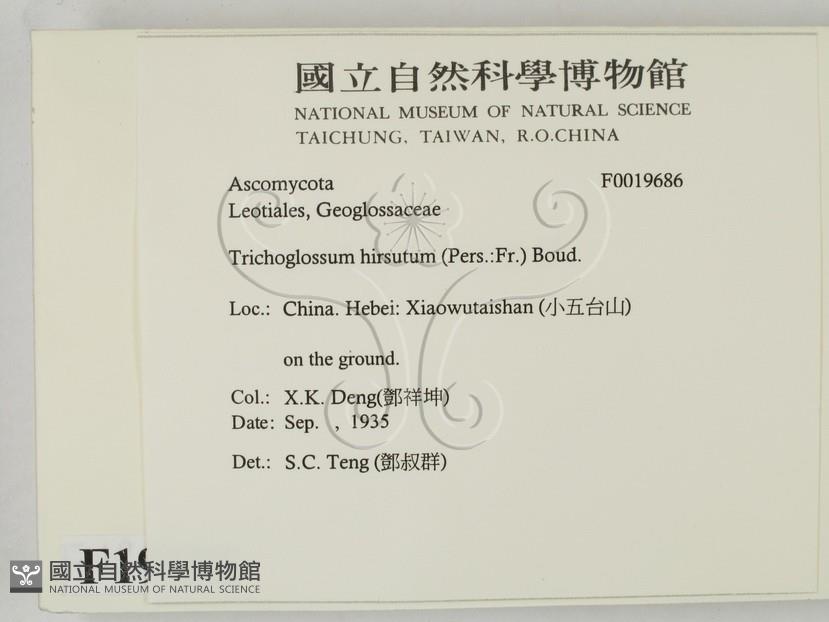 國立自然科學博物館
NATIONAL MUSEUM OF NATURAL SCIENCE
TAICHUNG, TAIWAN, R.O.CHINA
Ascomycota F0019686
Leotiales, Geoglossaceae
Trichoglossum hirsutum (Pers.:Fr.) Boud.
Loc.: China. Hebei: Xiaowutaishan (小五台山)
on the ground.
Col.: X.K. Deng(鄧祥坤)
Date: Sep. , 1935
Det.: S.C. Teng (鄧叔群)
F19
國立自然科學博物館
NATIONAL MUSEUM OF NATURAL SCIENCE